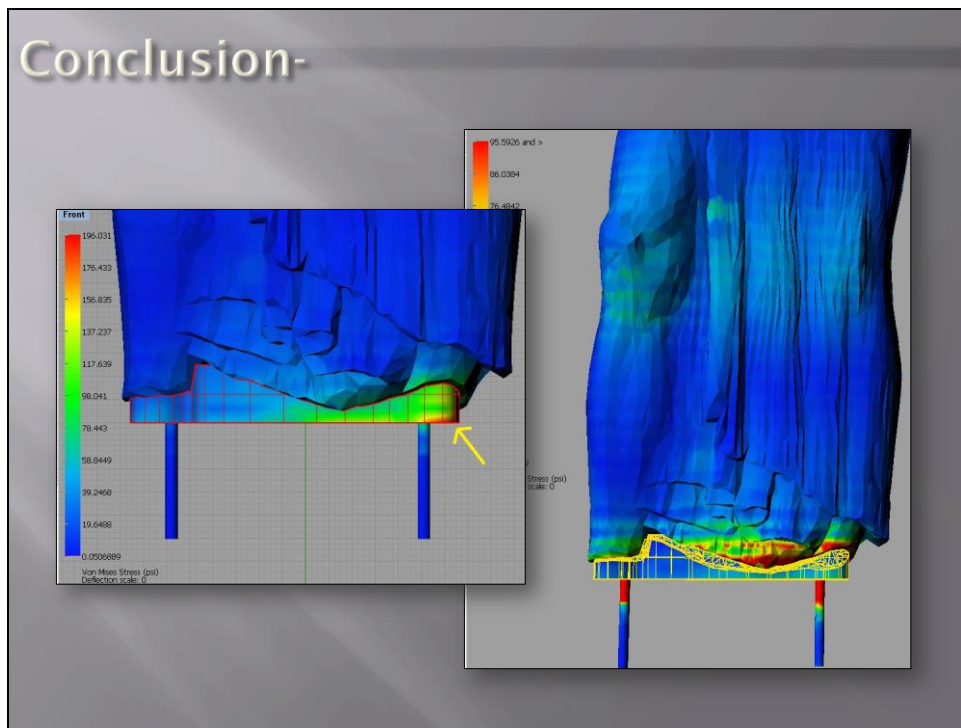 Conclusion-
Front
196.031
176.433
156.835
137.237
117.639
98.041
78.443
58.8449
39.2468
19.6488
0.0506889
Von Mises Stress (psi)
Deflection scale: 0
95.5926 and >
86.0384
76.4842
Stress (psi)
scale: 0